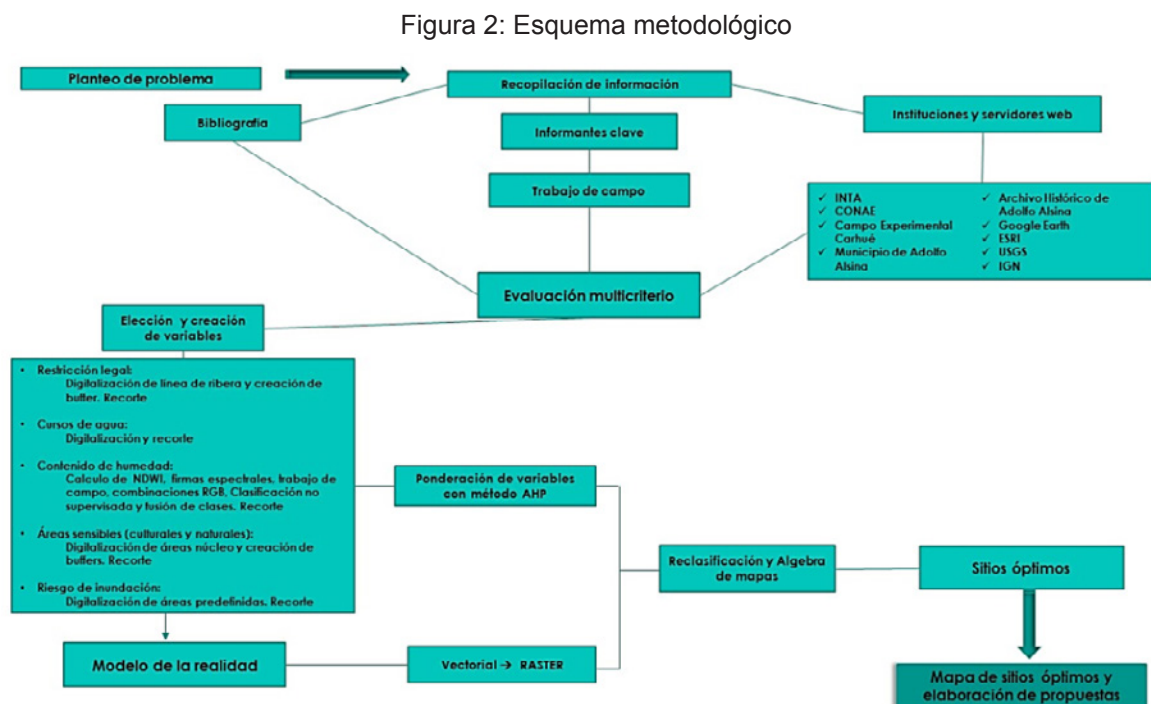 Figura 2: Esquema metodológico
Planteo de problema
Recopilación de información
Bibliografía
Informantes clave
Instituciones y servidores web
Trabajo de campo
✓ INTA
✓ CONAE
✓ Campo Experimental
Carhué
✓ Municipio de Adolfo
Alsina
✓ Archivo Histórico de
Adolfo Alsina
✓ Google Earth
✓ ESRI
✓ USGS
✓ IGN
Evaluación multicriterio
Elección y creación
de variables
• Restricción legal:
Digitalización de línea de ribera y creación de
buffer. Recorte
• Cursos de agua:
Digitalización y recorte
• Contenido de humedad:
Calculo de NDWI, firmas espectrales, trabajo de
campo, combinaciones RGB, Clasificación no
supervisada y fusión de clases. Recorte
• Áreas sensibles (culturales y naturales):
Digitalización de áreas núcleo y creación de
buffers. Recorte
• Riesgo de inundación:
Digitalización de áreas predefinidas. Recorte
Ponderación de variables
con método AHP
Reclasificación y Algebra
de mapas
Sitios óptimos
Modelo de la realidad
Vectorial → RASTER
Mapa de sitios óptimos y
elaboración de propuestas